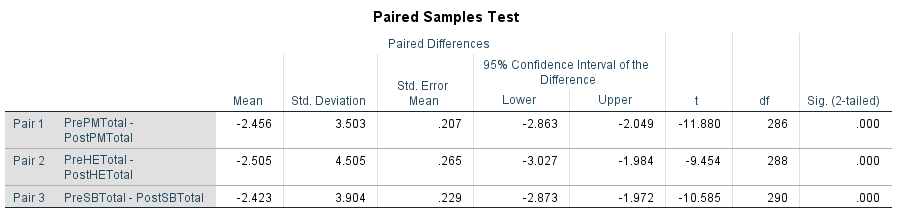 Paired Samples Test
Paired Differences
95% Confidence Interval of the
Difference
Std. Error
Mean
Mean Std. Deviation Lower Upper t df Sig. (2-tailed)
Pair 1 PrePMTotal - -2.456 3.503 .207 -2.863 -2.049 -11.880 286 .000
PostPMTotal
Pair 2 PreHETotal - -2.505 4.505 .265 -3.027 -1.984 -9.454 288 .000
PostHETotal
Pair 3 PreSBTotal - PostSBTotal -2.423 3.904 .229 -2.873 -1.972 -10.585 290 .000